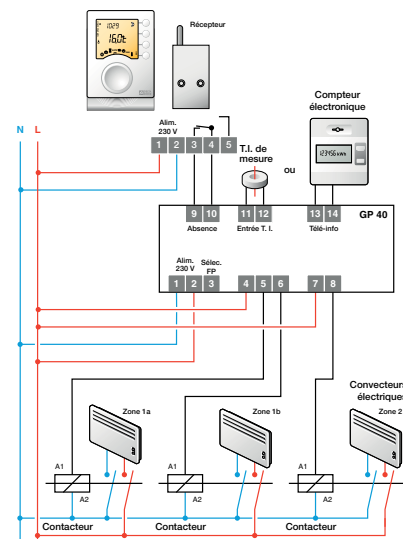 1029
16,0t
Récepteur
Compteur
électronique
N L
Alim.
230 V
1 2 3 4 5
T.I. de
mesure
ou
123456 kWh
9 10 11 12 13 14
GP 40
Absence
Entrée T. I.
Télé-info
Alim.
230 V
Sélec.
FP
1 2 3 4 5 6 7 8
Convecteurs
électriques
Zone 1a
Zone 1b
Zone 2
A1
A2
A1
A2
A1
A2
Contacteur
Contacteur
Contacteur